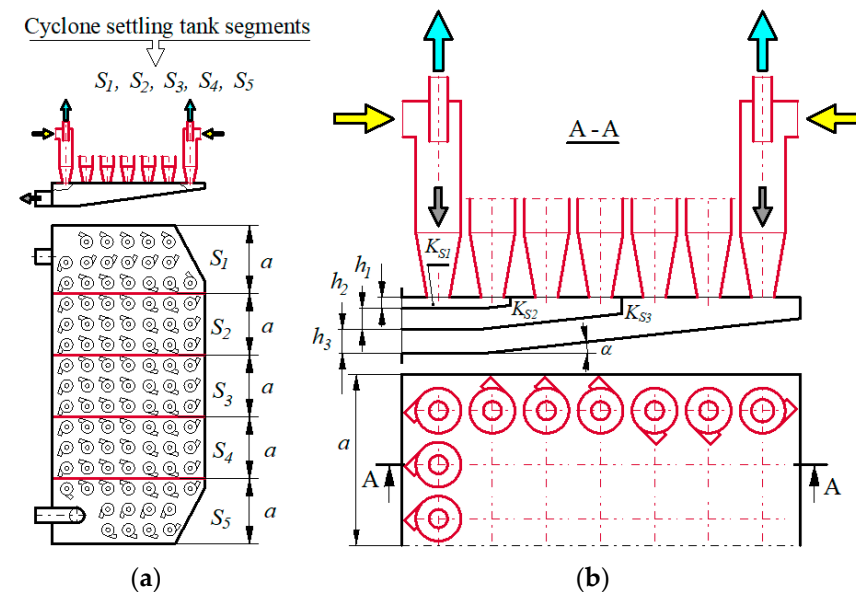 Cyclone settling tank segments
S1, S2, S3, S4, S5
S1 a
S2 a
S3 a
S4 a
S5 a
(a)
A - A
KS1
h1
h2
KS2
KS3
h3
α
a
A
A
(b)